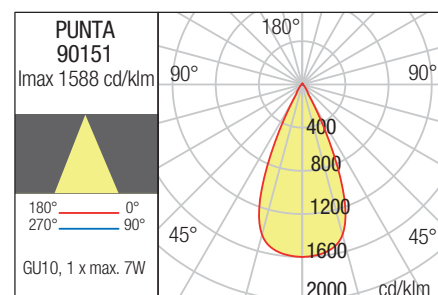 PUNTA
90151
Imax 1588 cd/klm
180° 0°
270° 90°
GU10, 1 x max. 7W
180°
90° 90°
400
800
1200
45° 45°
1600
2000 cd/klm